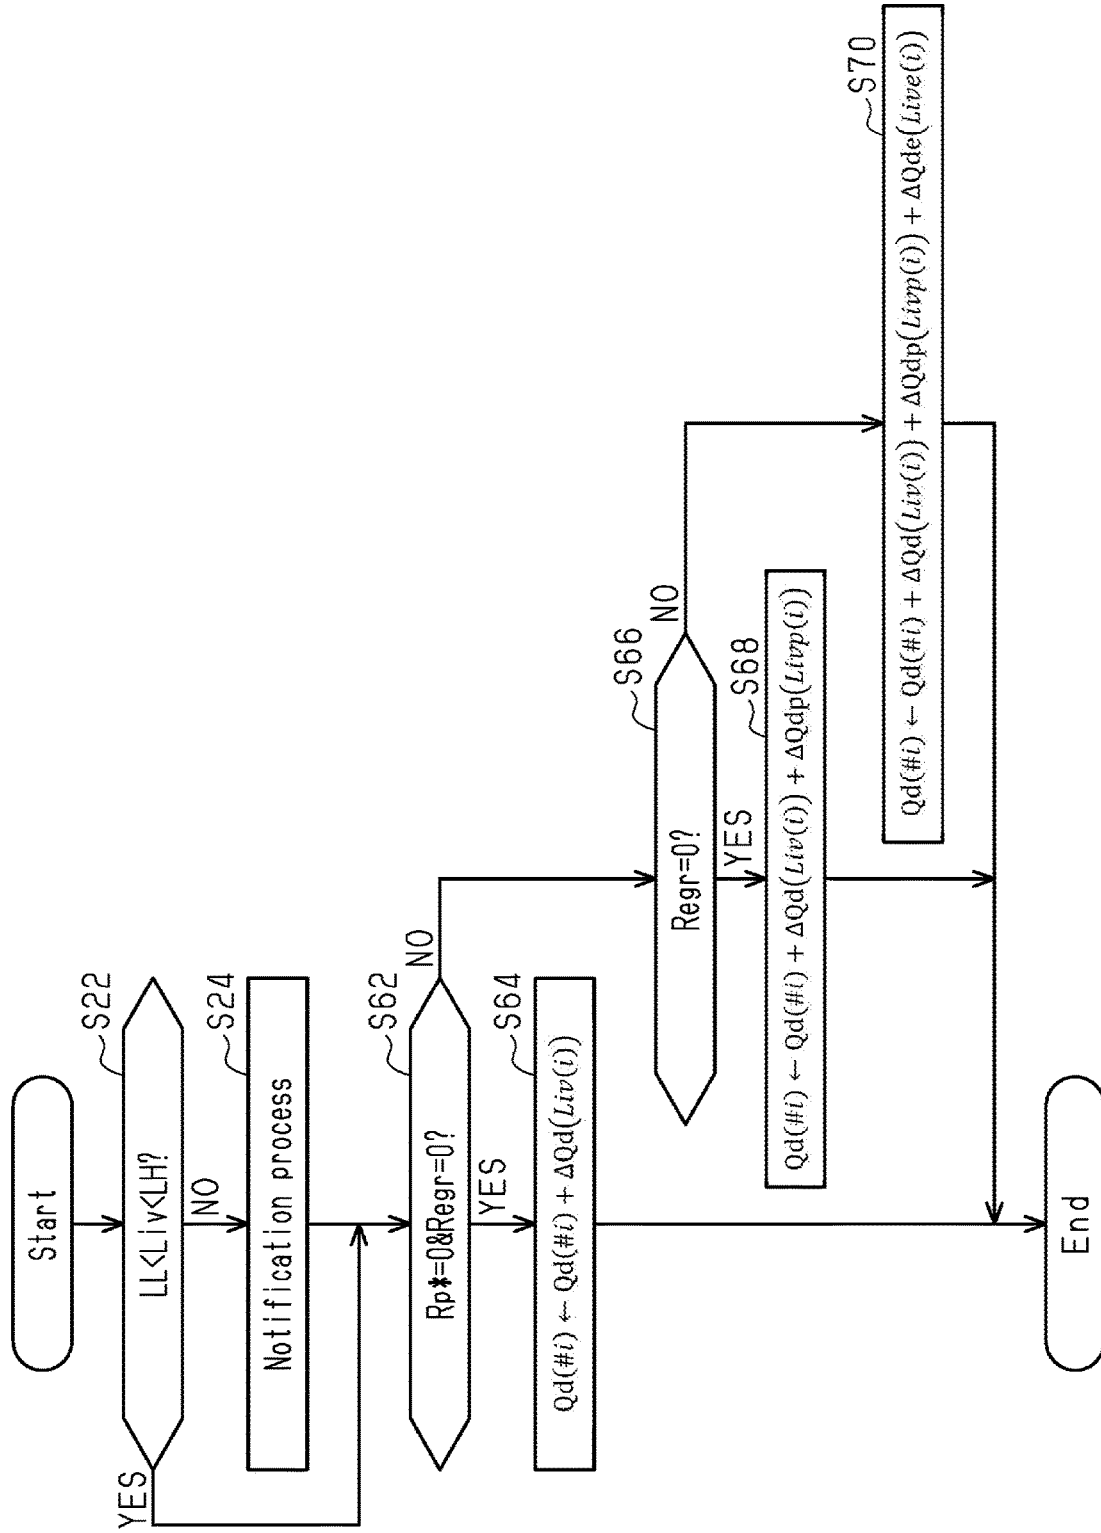 Start
S22
LL<Liv<LH?
YES
NO
S24
Notification process
S62
Rp*=0&Regr=0?
NO
YES
S64
Qd(#i) ← Qd(#i) + ΔQd(Liv(i))
S66
Regr=0?
NO
YES
S68
Qd(#i) ← Qd(#i) + ΔQd(Liv(i)) + ΔQdp(Livp(i))
S70
Qd(#i) ← Qd(#i) + ΔQd(Liv(i)) + ΔQdp(Livp(i)) + ΔQde(Live(i))
End